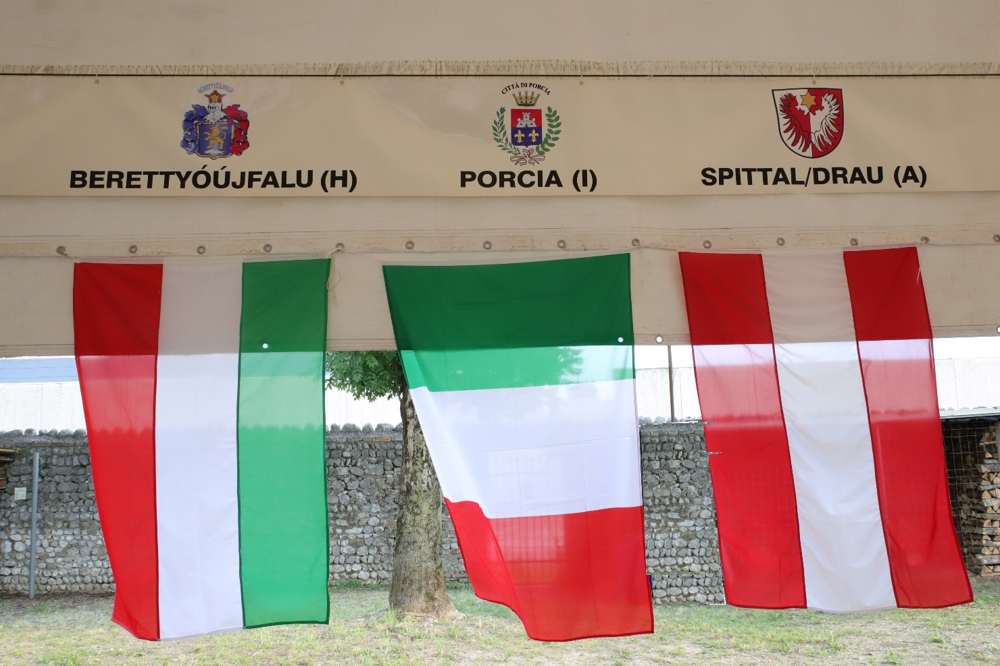 BERETTYÓÚJFALU
BERETTYÓÚJFALU (H)
CITTÀ DI PORCIA
PORCIA (I)
SPITTAL/DRAU (A)